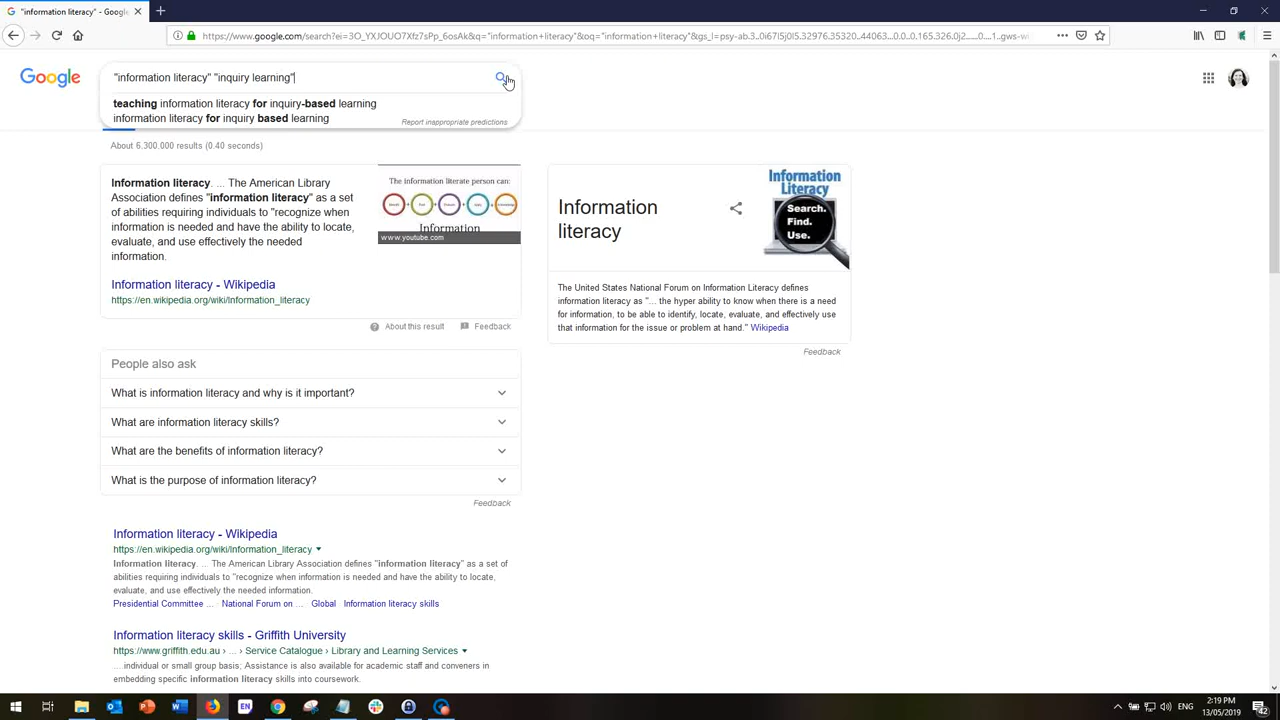 "information literacy" - Google
https://www.google.com/search?ei=3O_YXJOUO7Xfz7sPp_6osAk&q="information+literacy"&oq="information+literacy"&gs_l=psy-ab.3..0i67l5j0l5.32976.35320..44063...0.0..0.165.326.0j2......0....1..gws-wi
Google
"information literacy" "inquiry learning"
teaching information literacy for inquiry-based learning
information literacy for inquiry based learning
Report inappropriate predictions
About 6,300,000 results (0.40 seconds)
Information literacy. ... The American Library
Association defines "information literacy" as a set
of abilities requiring individuals to "recognize when
information is needed and have the ability to locate,
evaluate, and use effectively the needed
information.
The information literate person can:
Information
www.youtube.com
Information literacy - Wikipedia
https://en.wikipedia.org/wiki/Information_literacy
About this result
Feedback
Information
literacy
Information
Literacy
Search.
Find.
Use.
The United States National Forum on Information Literacy defines
information literacy as "... the hyper ability to know when there is a need
for information, to be able to identify, locate, evaluate, and effectively use
that information for the issue or problem at hand." Wikipedia
Feedback
People also ask
What is information literacy and why is it important?
What are information literacy skills?
What are the benefits of information literacy?
What is the purpose of information literacy?
Feedback
Information literacy - Wikipedia
https://en.wikipedia.org/wiki/Information_literacy
Information literacy. ... The American Library Association defines "information literacy" as a set of
abilities requiring individuals to "recognize when information is needed and have the ability to locate,
evaluate, and use effectively the needed information.
Presidential Committee ... National Forum on ... Global Information literacy skills
Information literacy skills - Griffith University
https://www.griffith.edu.au › ... › Service Catalogue › Library and Learning Services
... individual or small group basis; Assistance is also available for academic staff and conveners in
embedding specific information literacy skills into coursework.
EN
ENG
2:19 PM
13/05/2019
42